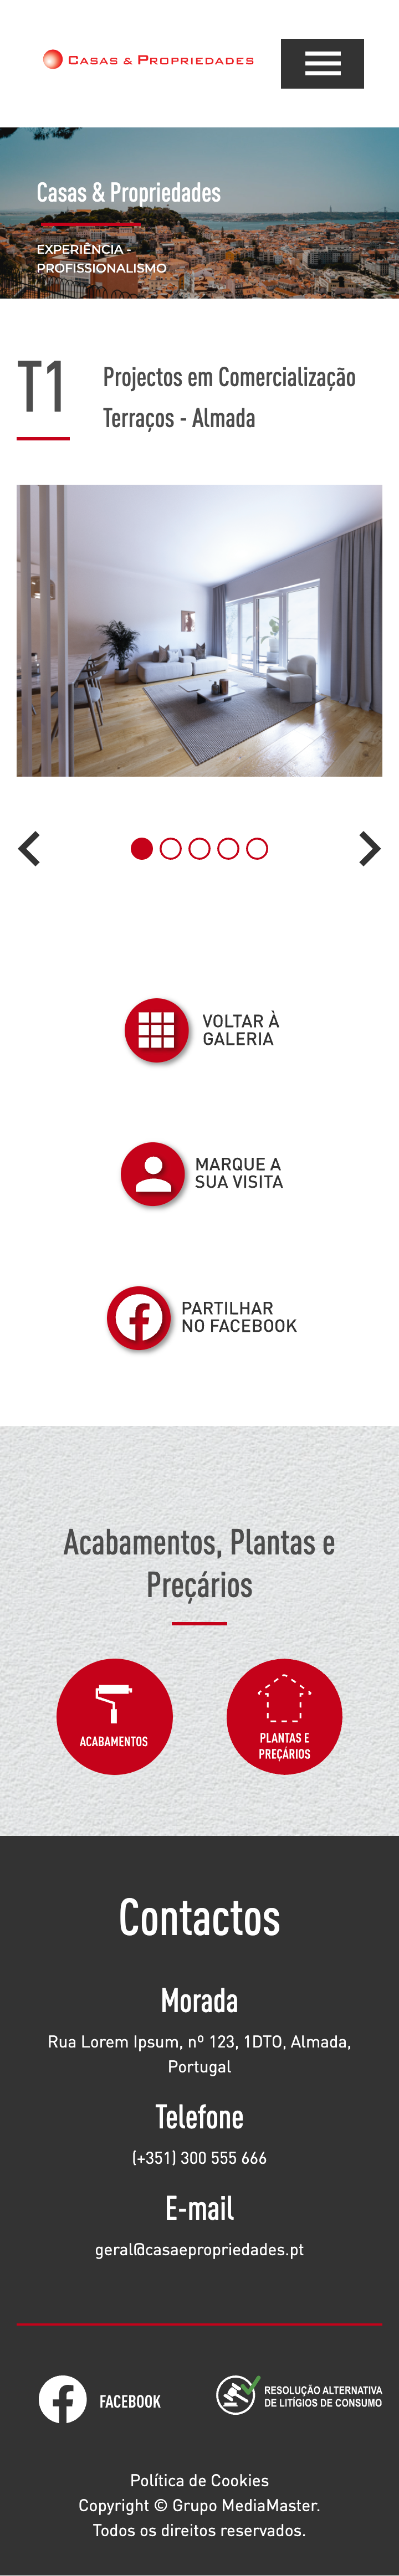 Casas & Propriedades
Casas & Propriedades
EXPERIÊNCIA -
PROFISSIONALISMO
T1
Projectos em Comercialização
Terraços - Almada
VOLTAR À
GALERIA
MARQUE A
SUA VISITA
PARTILHAR
NO FACEBOOK
Acabamentos, Plantas e
Preçários
ACABAMENTOS
PLANTAS E
PREÇÁRIOS
Contactos
Morada
Rua Lorem Ipsum, nº 123, 1DTO, Almada,
Portugal
Telefone
(+351) 300 555 666
E-mail
geral@casaepropriedades.pt
FACEBOOK
RESOLUÇÃO ALTERNATIVA
DE LITÍGIOS DE CONSUMO
Política de Cookies
Copyright © Grupo MediaMaster.
Todos os direitos reservados.